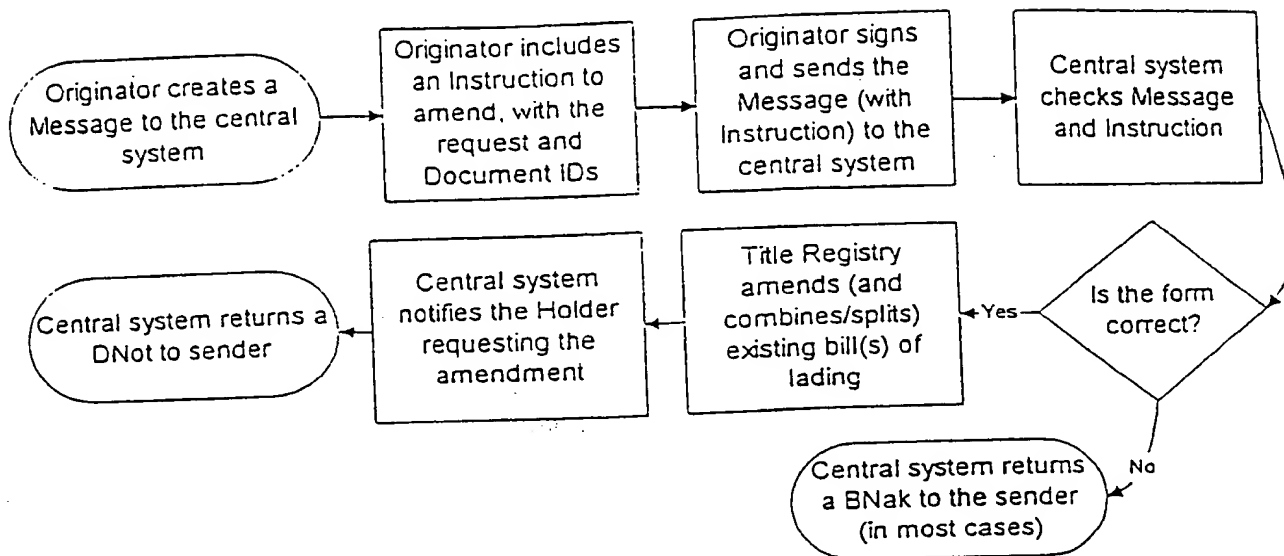 Originator creates a
Message to the central
system
Originator includes
an Instruction to
amend, with the
request and
Document IDs
Originator signs
and sends the
Message (with
Instruction) to the
central system
Central system
checks Message
and Instruction
Is the form
correct?
Yes
Title Registry
amends (and
combines/splits)
existing bill(s) of
lading
Central system
notifies the Holder
requesting the
amendment
Central system returns a
DNot to sender
No
Central system returns
a BNak to the sender
(in most cases)